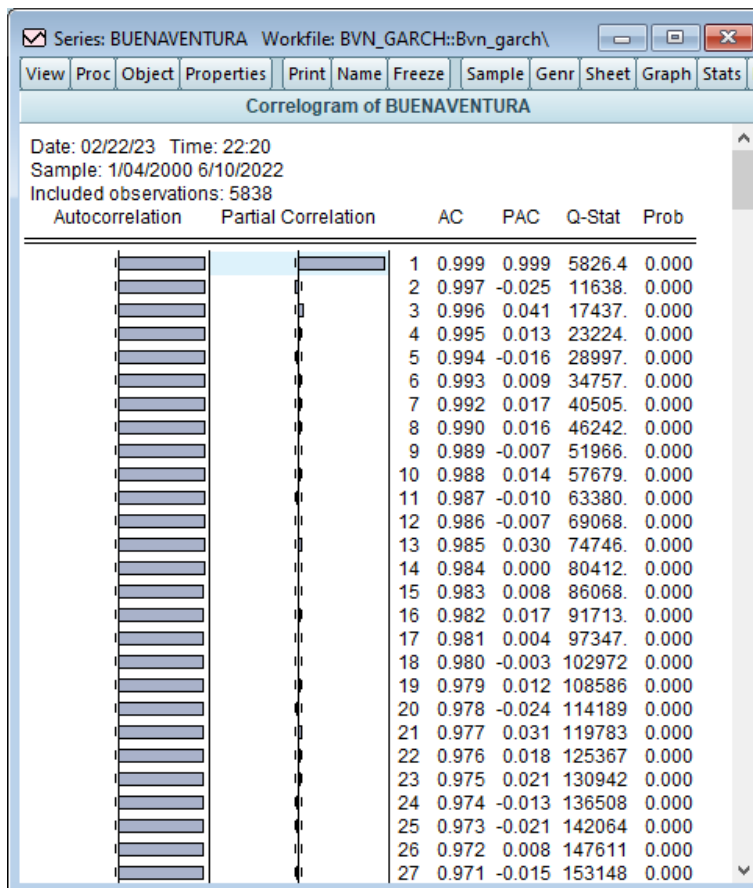 Series: BUENAVENTURA Workfile: BVN_GARCH::Bvn_garch\
View Proc Object Properties Print Name Freeze Sample Genr Sheet Graph Stats
Correlogram of BUENAVENTURA
Date: 02/22/23 Time: 22:20
Sample: 1/04/2000 6/10/2022
Included observations: 5838
Autocorrelation Partial Correlation AC PAC Q-Stat Prob
1 0.999 0.999 5826.4 0.000
2 0.997 -0.025 11638. 0.000
3 0.996 0.041 17437. 0.000
4 0.995 0.013 23224. 0.000
5 0.994 -0.016 28997. 0.000
6 0.993 0.009 34757. 0.000
7 0.992 0.017 40505. 0.000
8 0.990 0.016 46242. 0.000
9 0.989 -0.007 51966. 0.000
10 0.988 0.014 57679. 0.000
11 0.987 -0.010 63380. 0.000
12 0.986 -0.007 69068. 0.000
13 0.985 0.030 74746. 0.000
14 0.984 0.000 80412. 0.000
15 0.983 0.008 86068. 0.000
16 0.982 0.017 91713. 0.000
17 0.981 0.004 97347. 0.000
18 0.980 -0.003 102972 0.000
19 0.979 0.012 108586 0.000
20 0.978 -0.024 114189 0.000
21 0.977 0.031 119783 0.000
22 0.976 0.018 125367 0.000
23 0.975 0.021 130942 0.000
24 0.974 -0.013 136508 0.000
25 0.973 -0.021 142064 0.000
26 0.972 0.008 147611 0.000
27 0.971 -0.015 153148 0.000